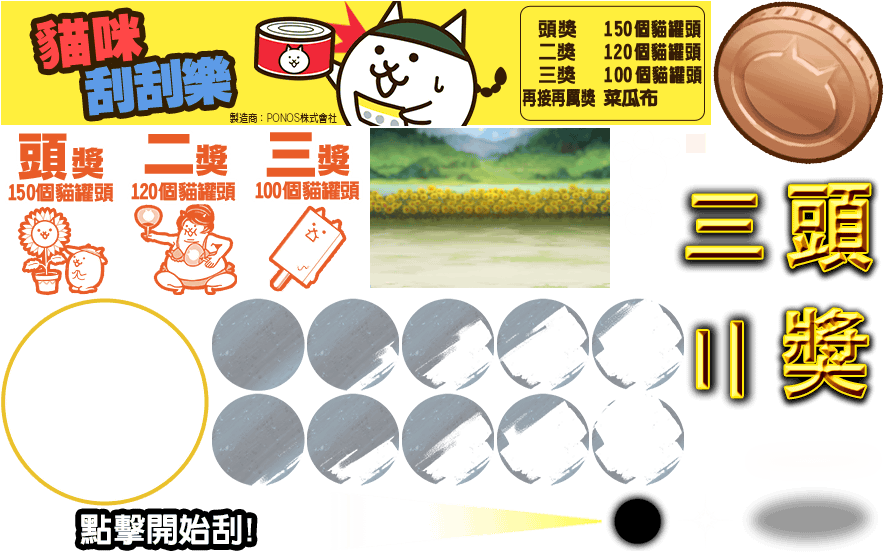 貓咪
刮刮樂
製造商：PONOS株式會社
頭獎 150個貓罐頭
二獎 120個貓罐頭
三獎 100個貓罐頭
再接再厲獎 菜瓜布
頭獎
150個貓罐頭
二獎
120個貓罐頭
三獎
100個貓罐頭
三
頭
二
獎
點擊開始刮!